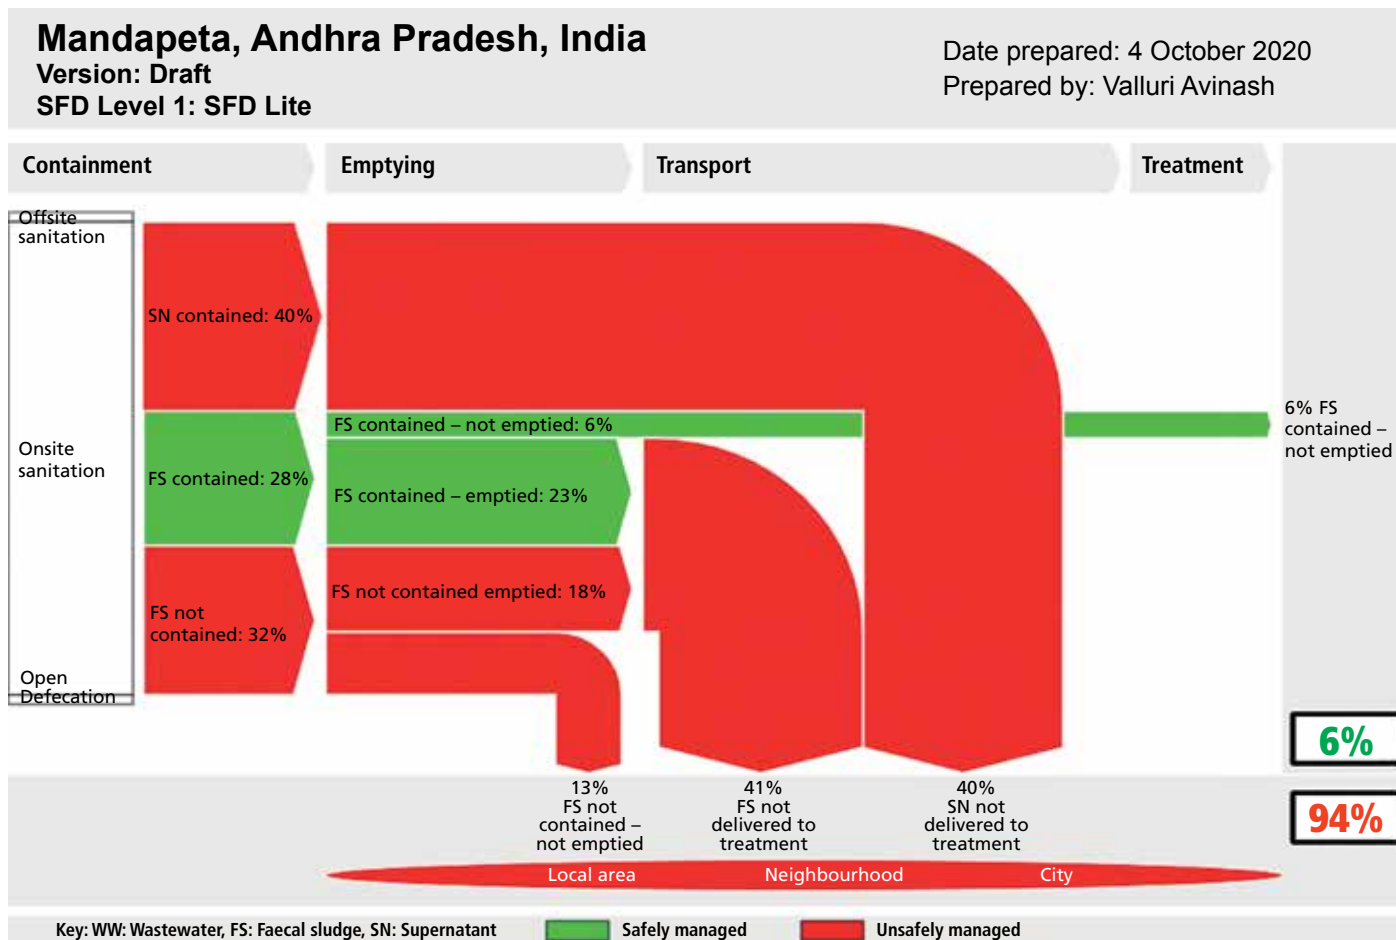 Mandapeta, Andhra Pradesh, India
Version: Draft
SFD Level 1: SFD Lite
Date prepared: 4 October 2020
Prepared by: Valluri Avinash
Containment
Emptying
Transport
Treatment
Offsite
sanitation
SN contained: 40%
FS contained – not emptied: 6%
6% FS
contained –
not emptied
Onsite
sanitation
FS contained: 28%
FS contained – emptied: 23%
FS not contained emptied: 18%
FS not
contained: 32%
Open
Defecation
6%
13%
FS not
contained –
not emptied
41%
FS not
delivered to
treatment
40%
SN not
delivered to
treatment
94%
Local area
Neighbourhood
City
Key: WW: Wastewater, FS: Faecal sludge, SN: Supernatant
Safely managed
Unsafely managed